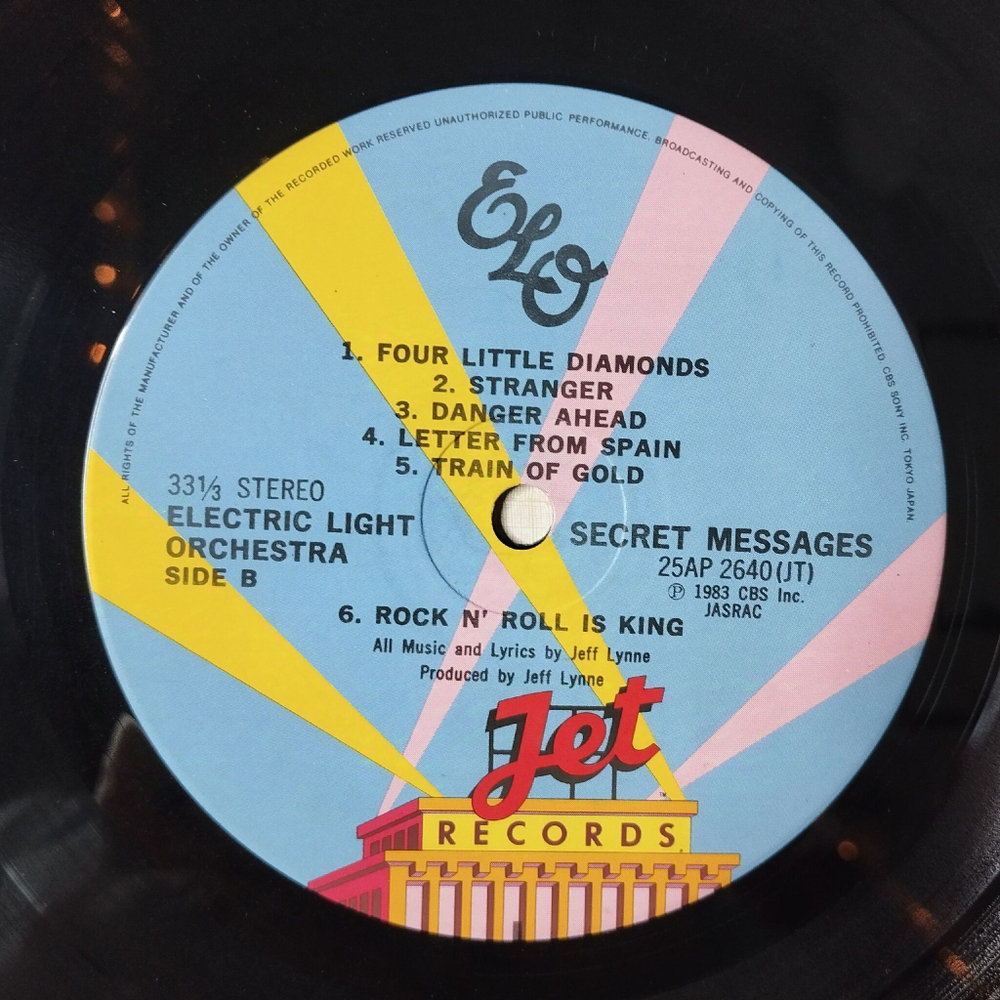 ALL RIGHTS OF THE MANUFACTURER AND OF THE OWNER OF THE RECORDED WORK RESERVED UNAUTHORIZED PUBLIC PERFORMANCE. BROADCASTING AND COPYING OF THIS RECORD PROHIBITED. CBS SONY INC. TOKYO JAPAN.
ELO
1. FOUR LITTLE DIAMONDS
2. STRANGER
3. DANGER AHEAD
4. LETTER FROM SPAIN
5. TRAIN OF GOLD
33⅓ STEREO
ELECTRIC LIGHT
ORCHESTRA
SIDE B
SECRET MESSAGES
25AP 2640(JT)
℗ 1983 CBS Inc.
JASRAC
6. ROCK N' ROLL IS KING
All Music and Lyrics by Jeff Lynne
Produced by Jeff Lynne
Jet
TM
RECORDS